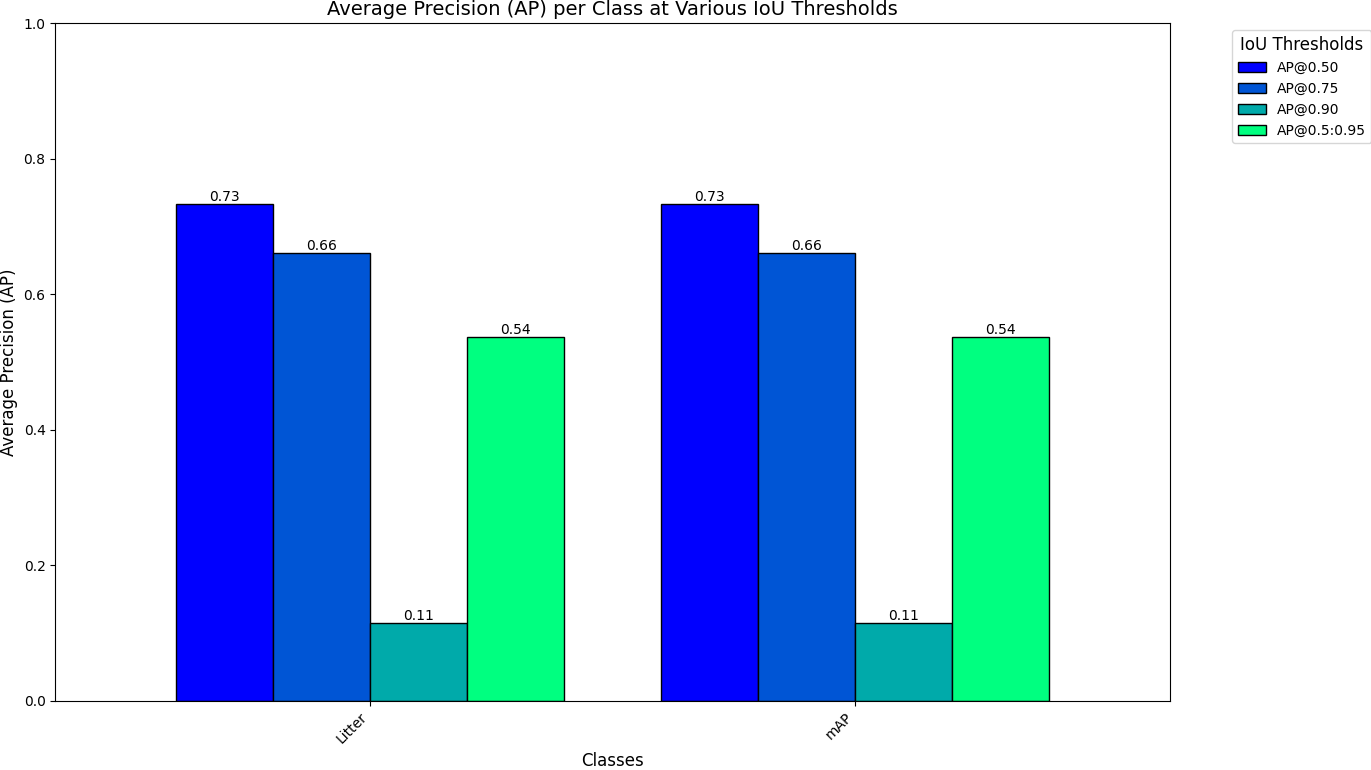 Average Precision (AP) per Class at Various IoU Thresholds
IoU Thresholds
AP@0.50
AP@0.75
AP@0.90
AP@0.5:0.95
Average Precision (AP)
1.0
0.8
0.6
0.4
0.2
0.0
0.73
0.66
0.11
0.54
0.73
0.66
0.11
0.54
Litter
mAP
Classes